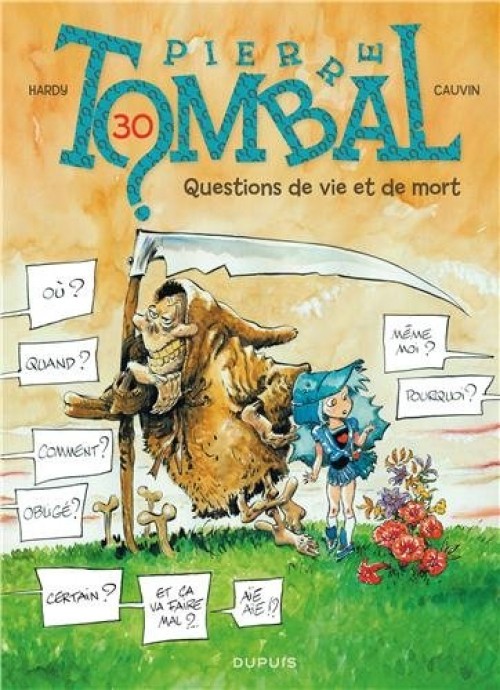 PIERRE
HARDY
CAUVIN
TOMBAL
30
Questions de vie et de mort
OÙ?
QUAND?
COMMENT?
OBLIGÉ?
CERTAIN?
ET ÇA
VA FAIRE
MAL?...
AÏE
AÏE!?
MÊME
MOI?
POURQUOI?
DUPUIS